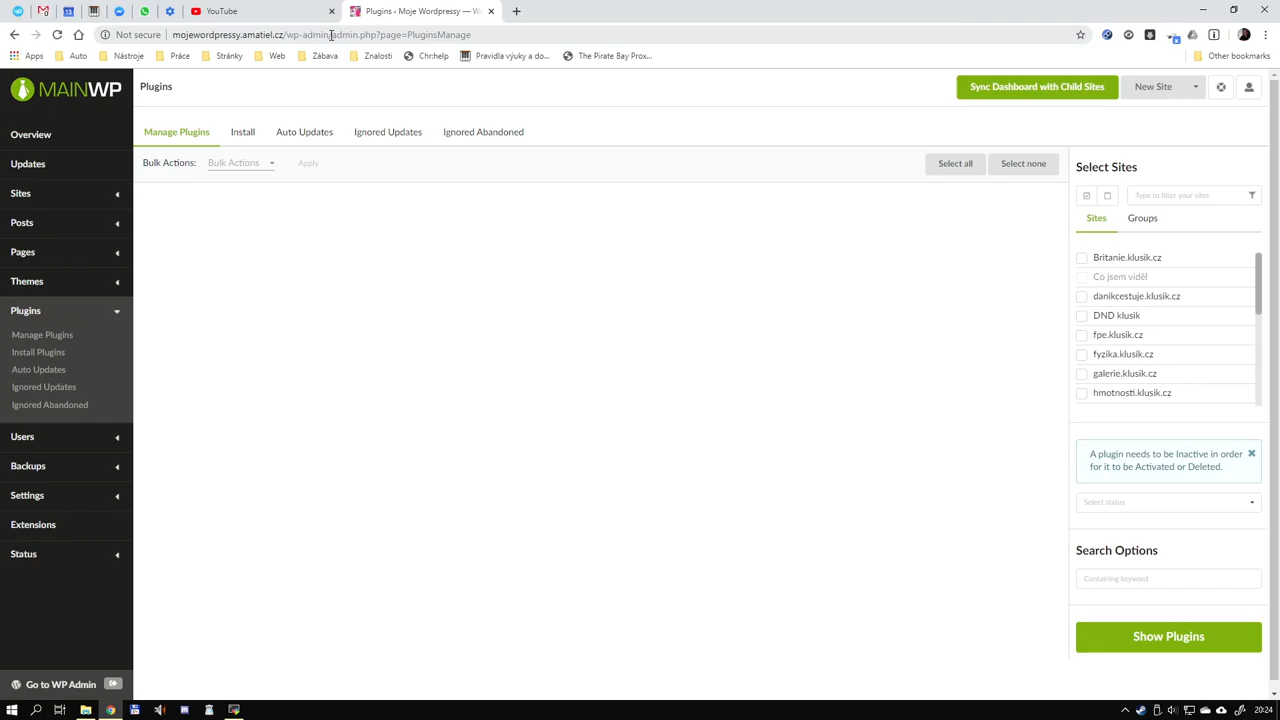 YouTube
Plugins ‹ Moje Wordpressy — W
Not secure
mojewordpressy.amatiel.cz/wp-admin/admin.php?page=PluginsManage
Apps
Auto
Nástroje
Práce
Stránky
Web
Zábava
Znalosti
Chr:help
Pravidla výuky a do...
The Pirate Bay Prox...
Other bookmarks
MAINWP
Plugins
Sync Dashboard with Child Sites
New Site
Overview
Updates
Sites
Posts
Pages
Themes
Plugins
Manage Plugins
Install Plugins
Auto Updates
Ignored Updates
Ignored Abandoned
Users
Backups
Settings
Extensions
Status
Go to WP Admin
Manage Plugins
Install
Auto Updates
Ignored Updates
Ignored Abandoned
Bulk Actions:
Bulk Actions
Apply
Select all
Select none
Select Sites
Type to filter your sites
Sites
Groups
Britanie.klusik.cz
Co jsem viděl
danikcestuje.klusik.cz
DND klusik
fpe.klusik.cz
fyzika.klusik.cz
galerie.klusik.cz
hmotnosti.klusik.cz
A plugin needs to be Inactive in order
for it to be Activated or Deleted.
Select status
Search Options
Containing keyword
Show Plugins
20:24